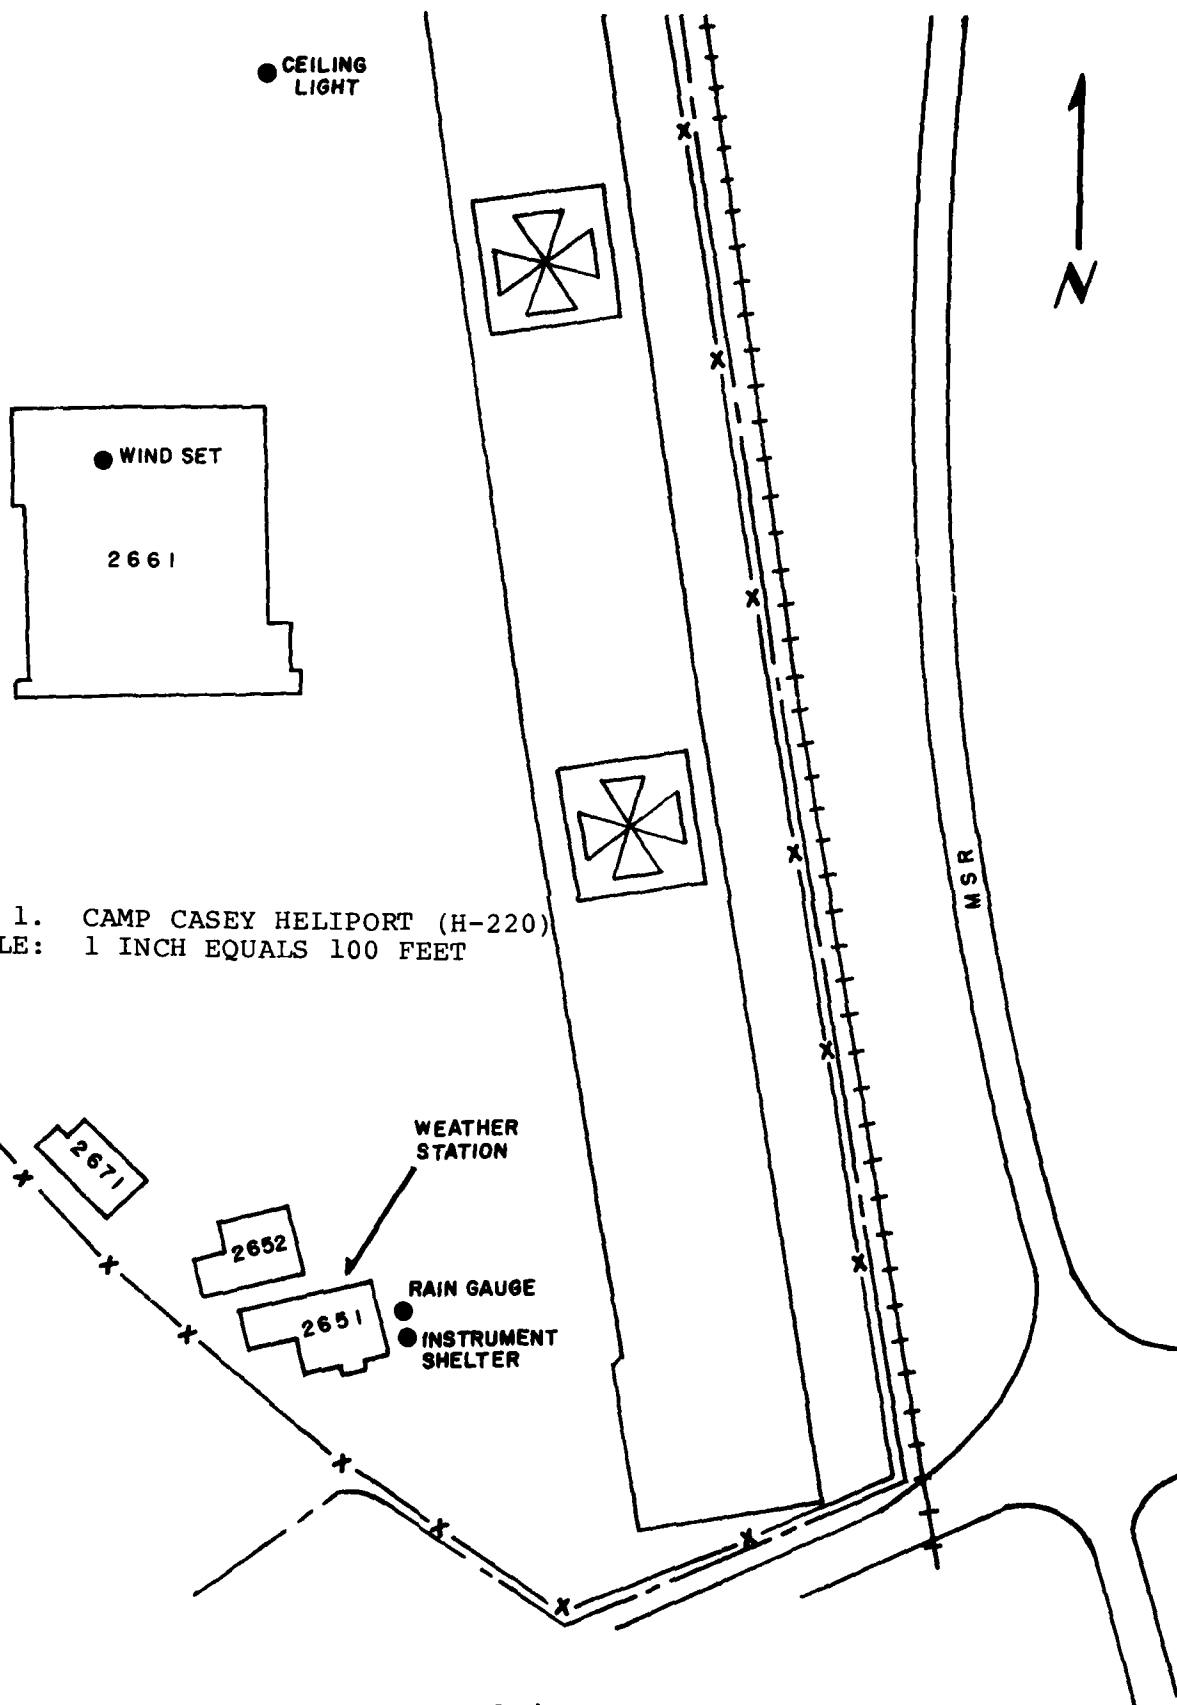 CEILING
LIGHT
N
WIND SET
2661
MSR
1. CAMP CASEY HELIPORT (H-220)
LE: 1 INCH EQUALS 100 FEET
WEATHER
STATION
2671
2652
2651
RAIN GAUGE
INSTRUMENT
SHELTER